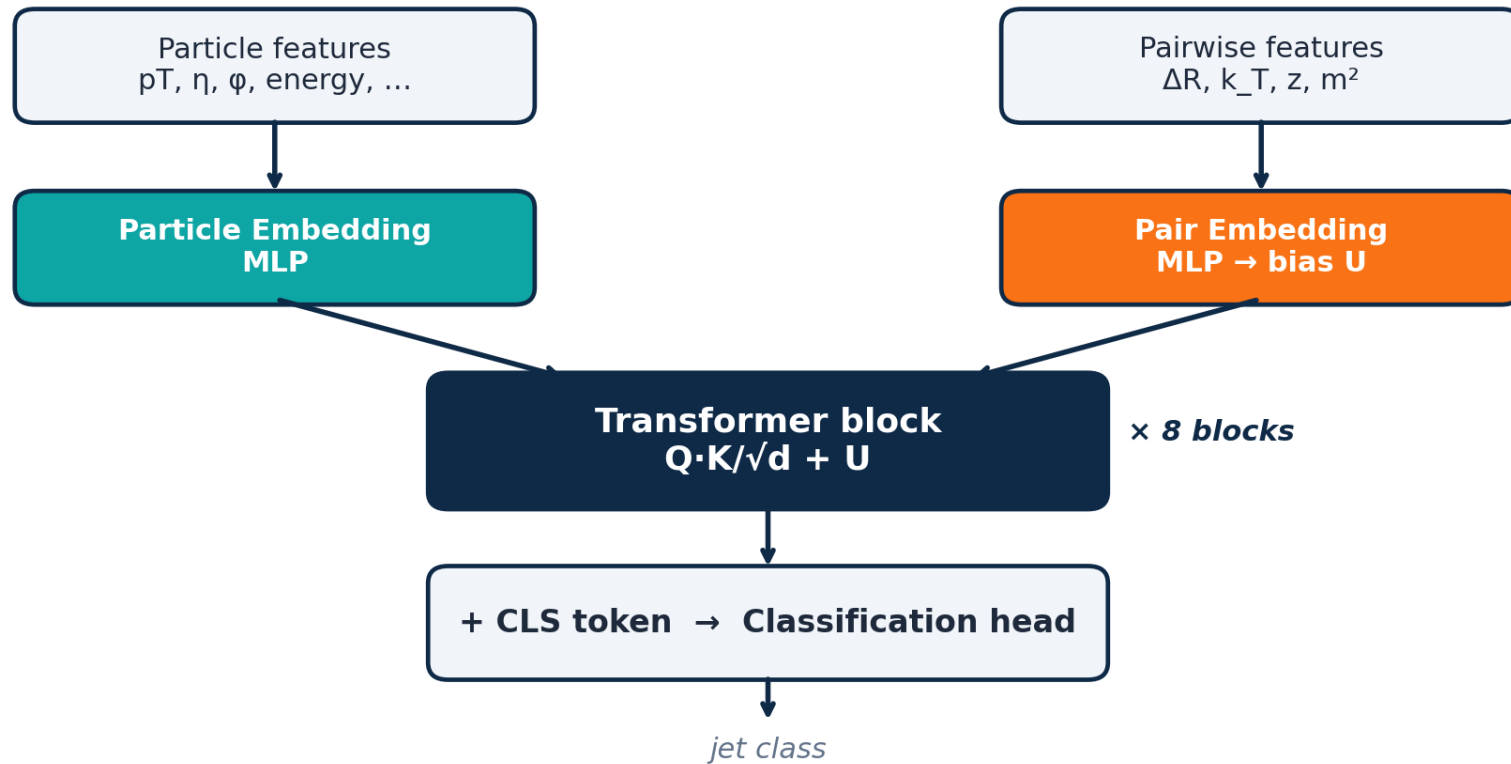 Particle features
pT, η, φ, energy, …
Pairwise features
ΔR, k_T, z, m²
Particle Embedding
MLP
Pair Embedding
MLP → bias U
Transformer block
Q·K/√d + U
× 8 blocks
+ CLS token → Classification head
jet class